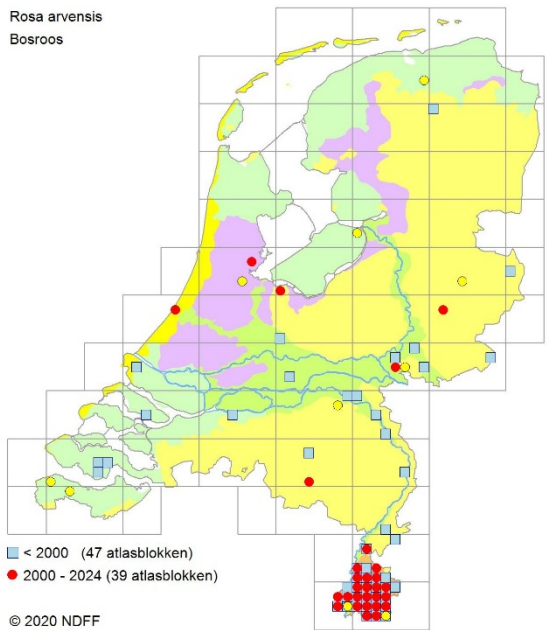 Rosa arvensis
Bosroos
< 2000 (47 atlasblokken)
2000 - 2024 (39 atlasblokken)
© 2020 NDFF